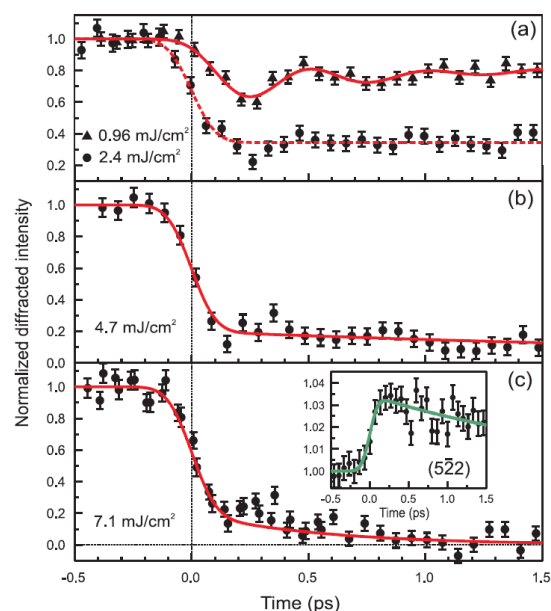 (a)
1.0
0.8
0.6
0.4
0.2
▲ 0.96 mJ/cm²
● 2.4 mJ/cm²
(b)
1.0
0.8
0.6
0.4
0.2
0.0
4.7 mJ/cm²
Normalized diffracted intensity
(c)
1.0
0.8
0.6
0.4
0.2
0.0
7.1 mJ/cm²
1.04
1.03
1.02
1.01
1.00
(52̄2)
-0.5 0.0 0.5 1.0 1.5
Time (ps)
-0.5 0.0 0.5 1.0 1.5
Time (ps)